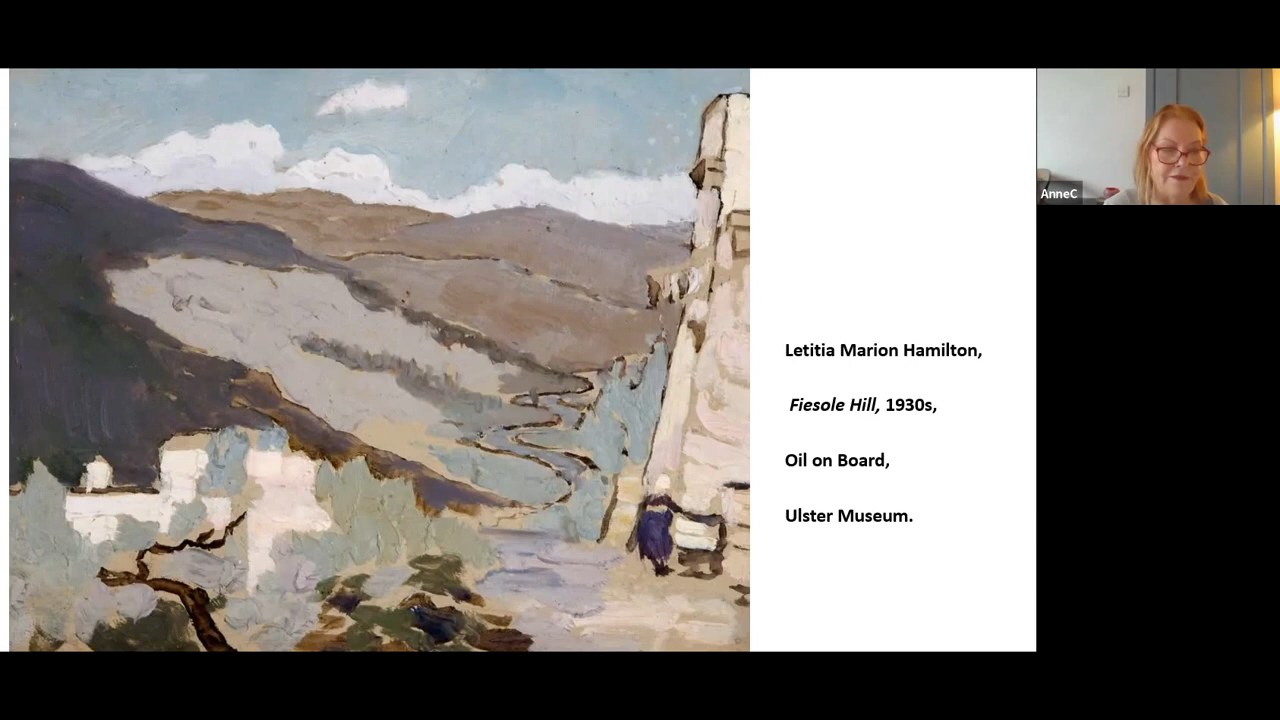 Letitia Marion Hamilton,
Fiesole Hill, 1930s,
Oil on Board,
Ulster Museum.
AnneC